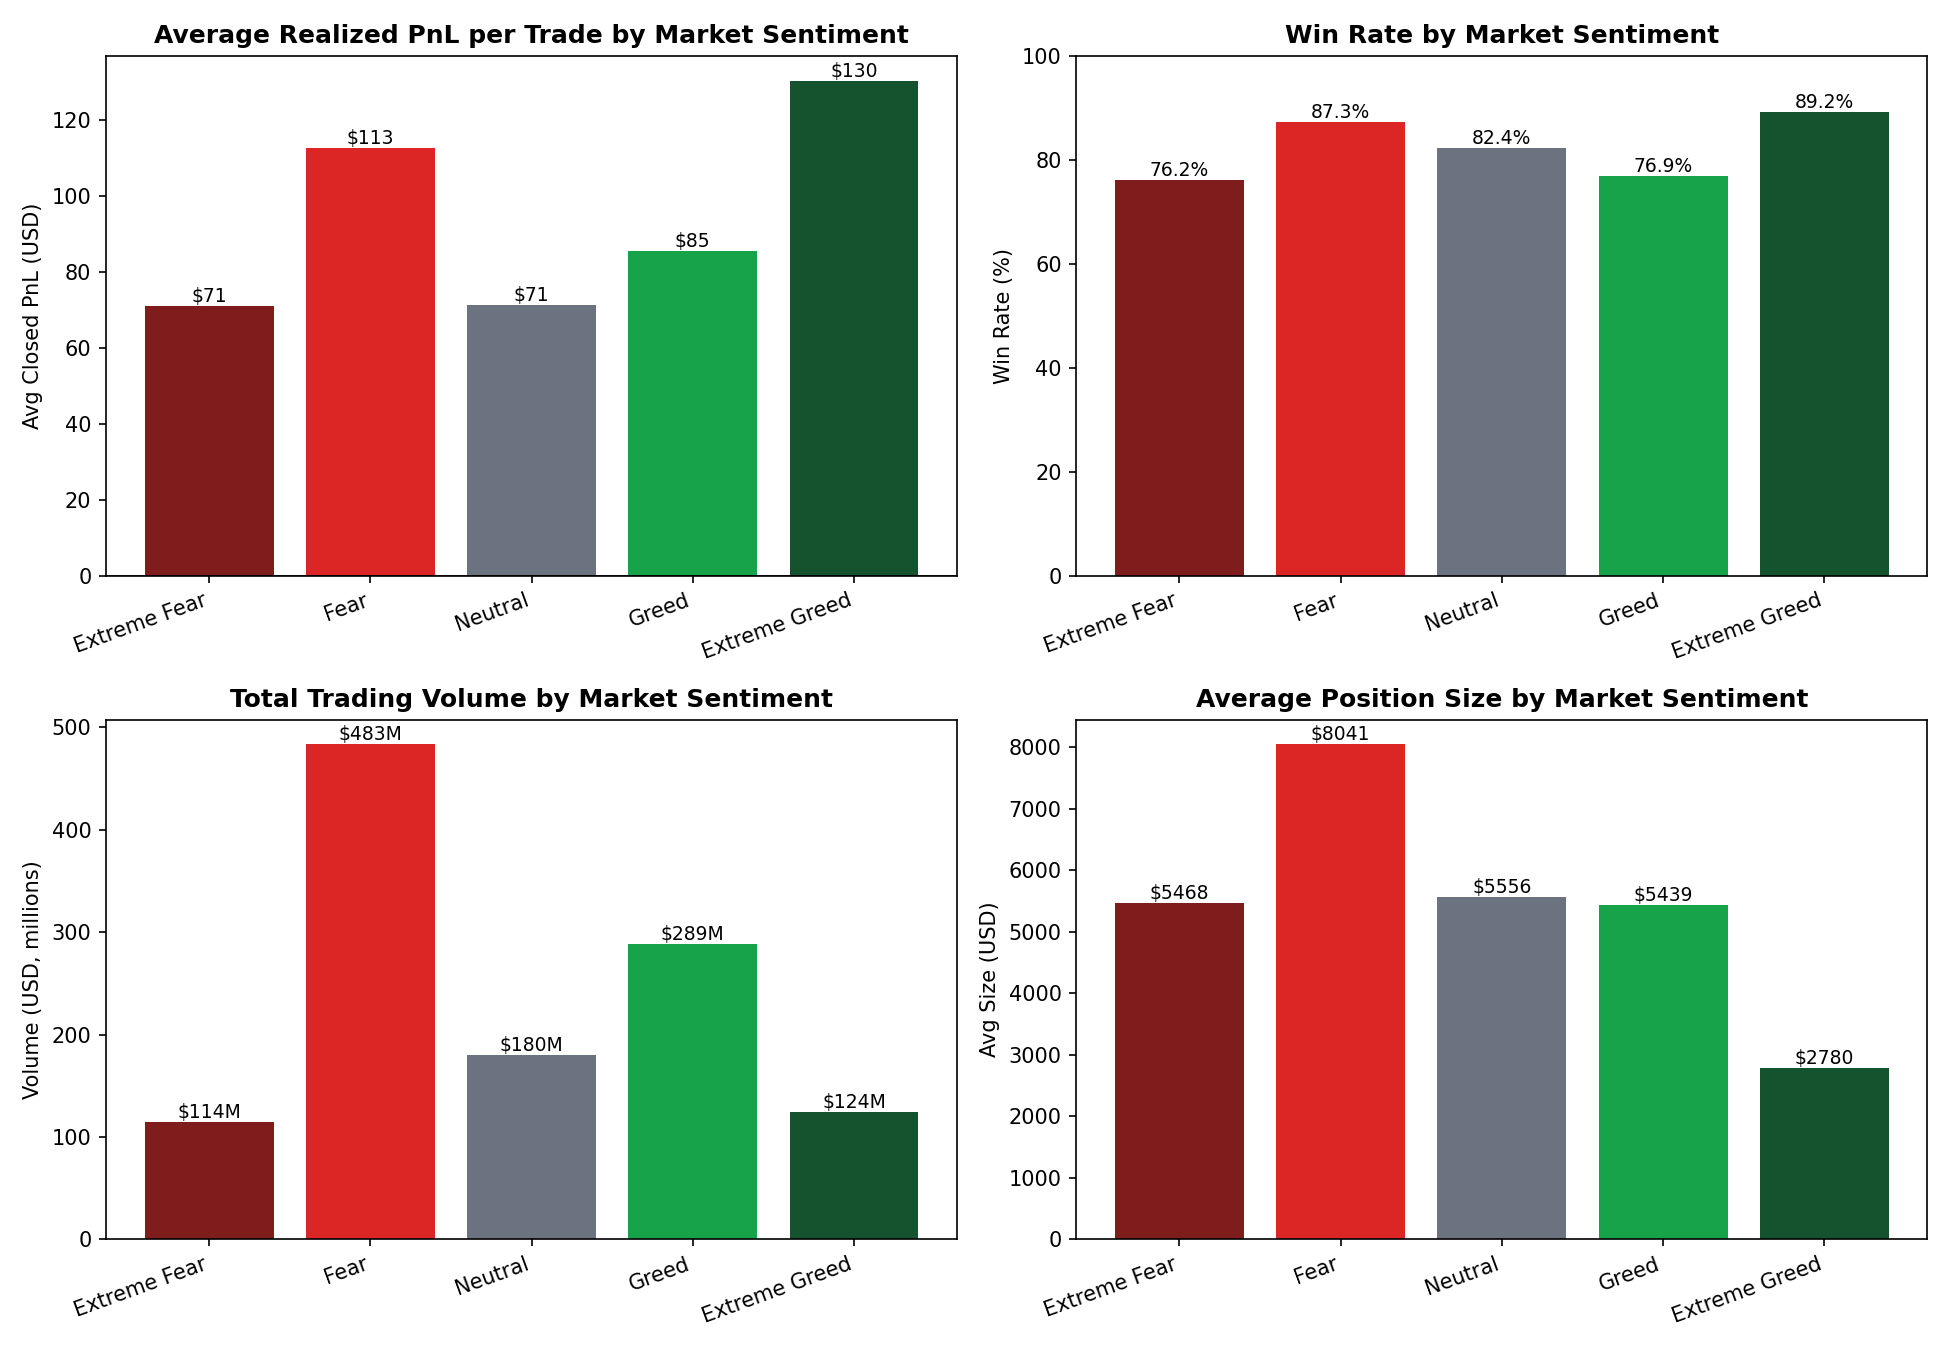 Average Realized PnL per Trade by Market Sentiment
Avg Closed PnL (USD)
120
100
80
60
40
20
0
$71
$113
$71
$85
$130
Extreme Fear
Fear
Neutral
Greed
Extreme Greed
Win Rate by Market Sentiment
Win Rate (%)
100
80
60
40
20
0
76.2%
87.3%
82.4%
76.9%
89.2%
Extreme Fear
Fear
Neutral
Greed
Extreme Greed
Total Trading Volume by Market Sentiment
Volume (USD, millions)
500
400
300
200
100
0
$114M
$483M
$180M
$289M
$124M
Extreme Fear
Fear
Neutral
Greed
Extreme Greed
Average Position Size by Market Sentiment
Avg Size (USD)
8000
7000
6000
5000
4000
3000
2000
1000
0
$5468
$8041
$5556
$5439
$2780
Extreme Fear
Fear
Neutral
Greed
Extreme Greed